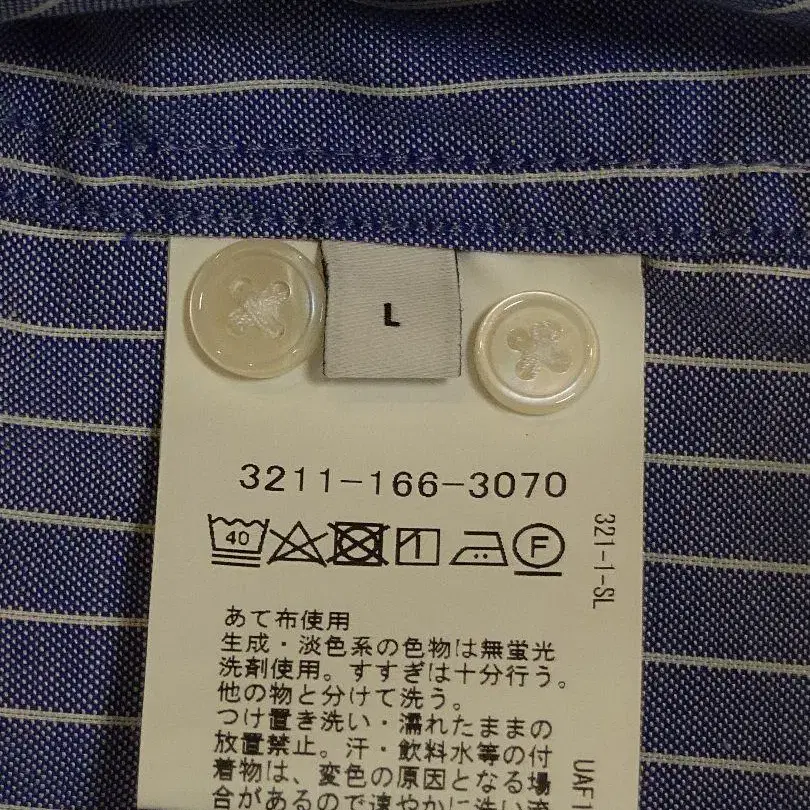 L
3211-166-3070
40 F
321-1-SL
あて布使用
生成・淡色系の色物は無蛍光
洗剤使用。すすぎは十分行う。
他の物と分けて洗う。
つけ置き洗い・濡れたままの
放置禁止。汗・飲料水等の付
着物は、変色の原因となる場
合があるので速やかに洗い流
UAF